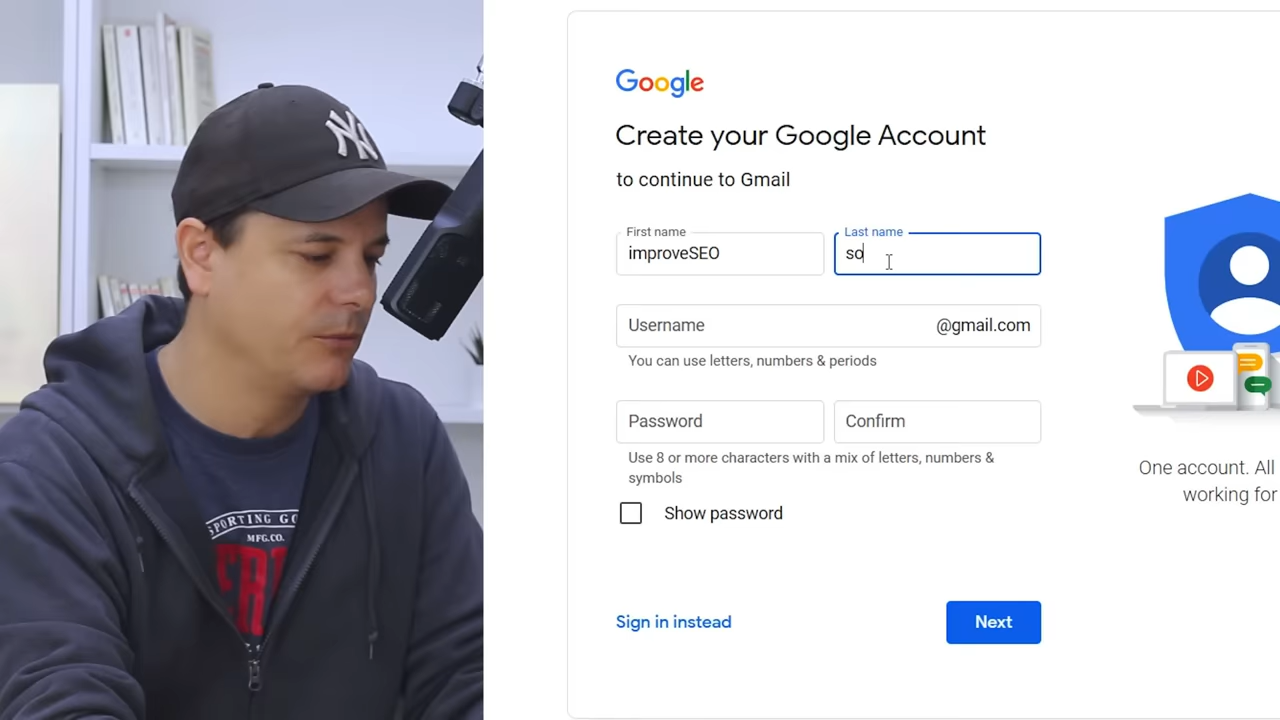 NY
SPORTING GO
MFG.CO.
Google
Create your Google Account
to continue to Gmail
First name
Last name
improveSEO
so
Username
@gmail.com
You can use letters, numbers & periods
Password
Confirm
Use 8 or more characters with a mix of letters, numbers &
symbols
Show password
Sign in instead
Next
One account. All
working for